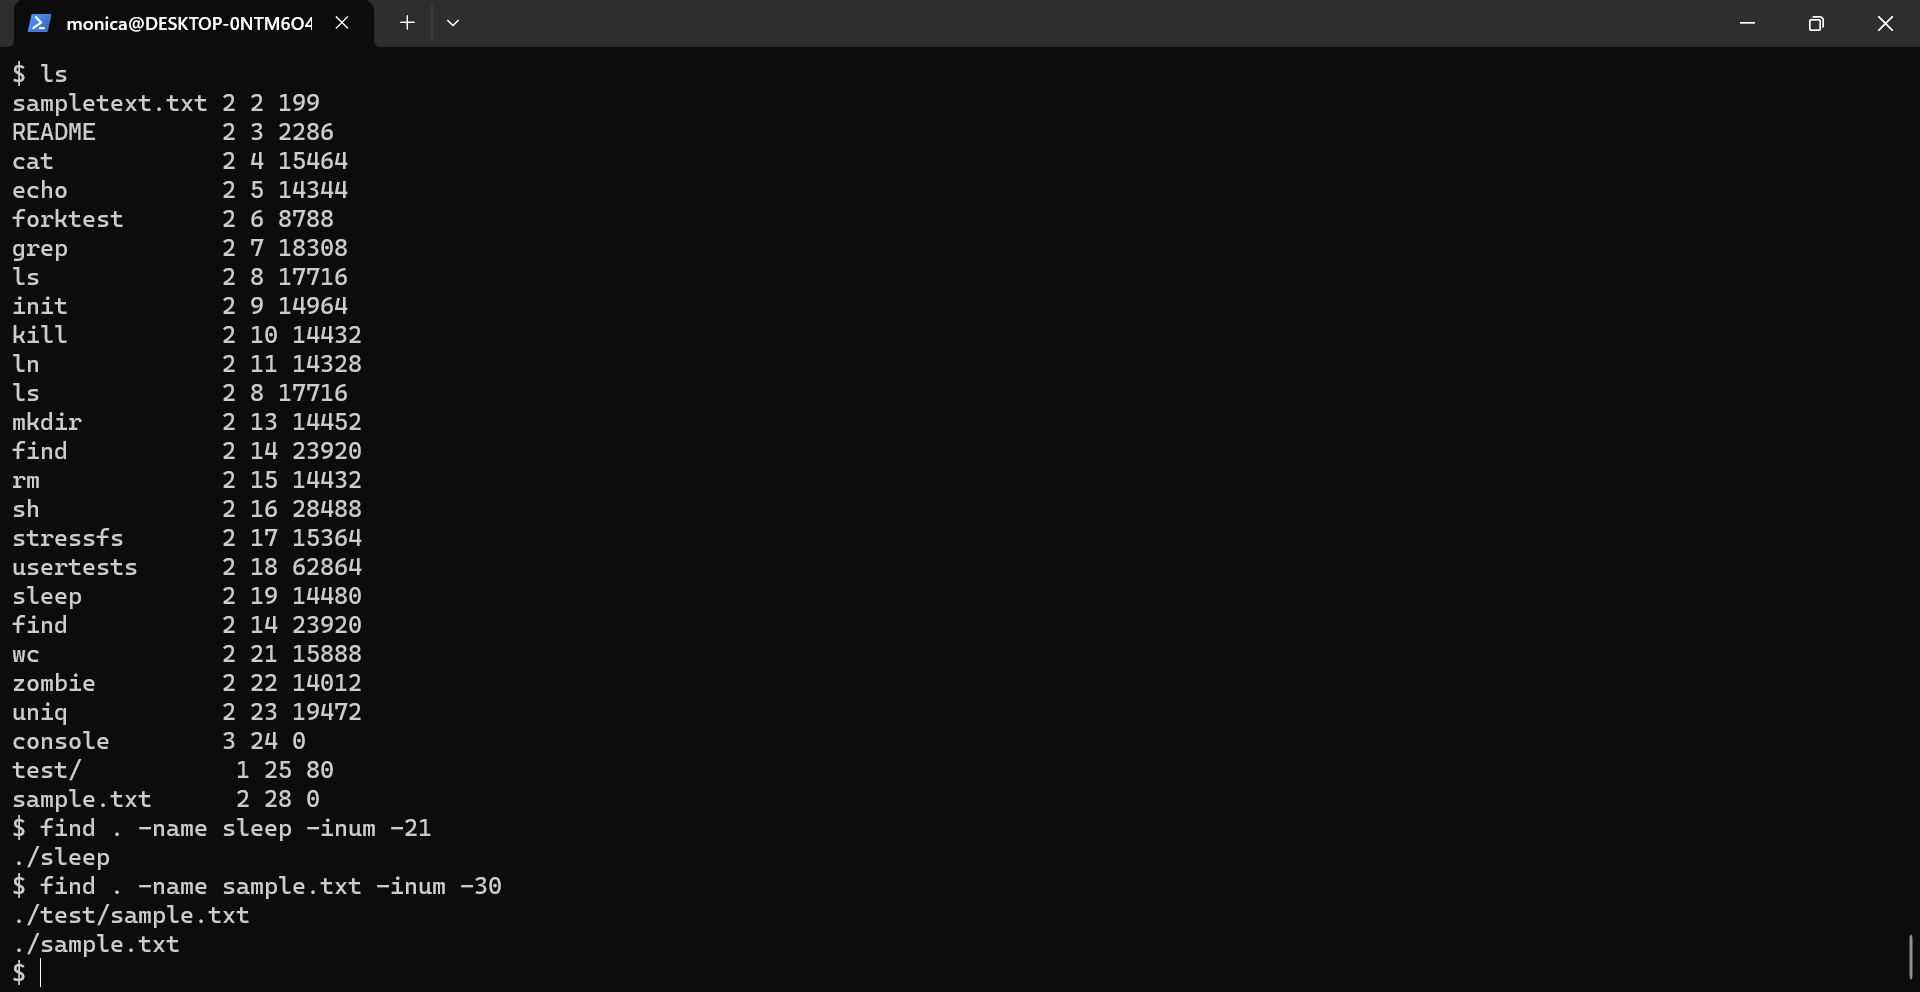 monica@DESKTOP-0NTM6O4
$ ls
sampletext.txt 2 2 199
README         2 3 2286
cat            2 4 15464
echo           2 5 14344
forktest       2 6 8788
grep           2 7 18308
ls             2 8 17716
init           2 9 14964
kill           2 10 14432
ln             2 11 14328
ls             2 8 17716
mkdir          2 13 14452
find           2 14 23920
rm             2 15 14432
sh             2 16 28488
stressfs       2 17 15364
usertests      2 18 62864
sleep          2 19 14480
find           2 14 23920
wc             2 21 15888
zombie         2 22 14012
uniq           2 23 19472
console        3 24 0
test/           1 25 80
sample.txt      2 28 0
$ find . -name sleep -inum -21
./sleep
$ find . -name sample.txt -inum -30
./test/sample.txt
./sample.txt
$